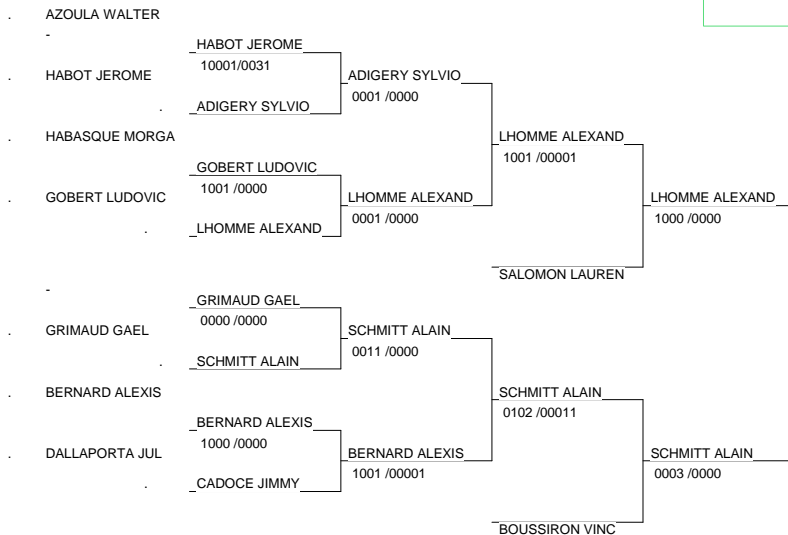 . AZOULA WALTER
-
HABOT JEROME
10001/0031
. HABOT JEROME
ADIGERY SYLVIO
0001 /0000
. ADIGERY SYLVIO
. HABASQUE MORGA
LHOMME ALEXAND
1001 /00001
GOBERT LUDOVIC
1001 /0000
. GOBERT LUDOVIC
LHOMME ALEXAND
0001 /0000
LHOMME ALEXAND
1000 /0000
. LHOMME ALEXAND
SALOMON LAUREN
-
GRIMAUD GAEL
0000 /0000
. GRIMAUD GAEL
SCHMITT ALAIN
0011 /0000
. SCHMITT ALAIN
. BERNARD ALEXIS
SCHMITT ALAIN
0102 /00011
BERNARD ALEXIS
1000 /0000
. DALLAPORTA JUL
BERNARD ALEXIS
1001 /00001
SCHMITT ALAIN
0003 /0000
. CADOCE JIMMY
BOUSSIRON VINC